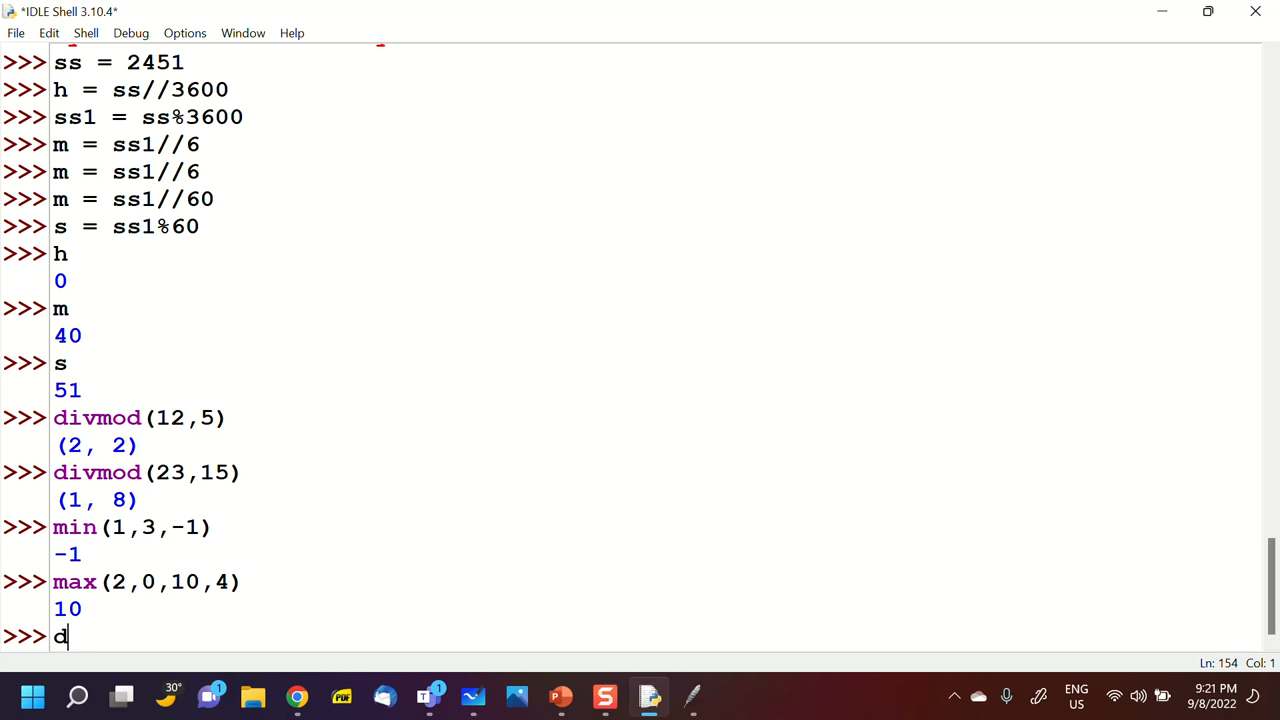 *IDLE Shell 3.10.4*
File Edit Shell Debug Options Window Help
>>> ss = 2451
>>> h = ss//3600
>>> ss1 = ss%3600
>>> m = ss1//6
>>> m = ss1//6
>>> m = ss1//60
>>> s = ss1%60
>>> h
0
>>> m
40
>>> s
51
>>> divmod(12,5)
(2, 2)
>>> divmod(23,15)
(1, 8)
>>> min(1,3,-1)
-1
>>> max(2,0,10,4)
10
>>> d
Ln: 154 Col: 1
30° 1 PDF 1 S ENG 9:21 PM
US 9/8/2022